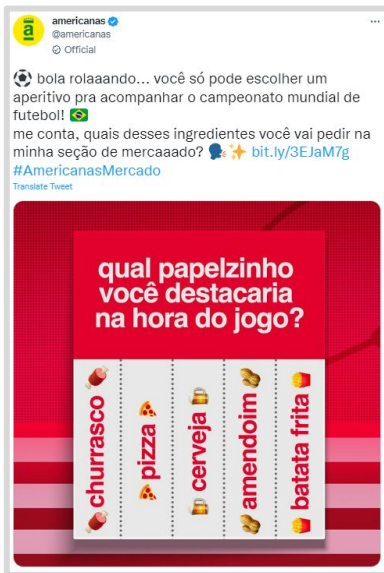 americanas
@americanas
Official
bola rolaaando... você só pode escolher um
aperitivo pra acompanhar o campeonato mundial de
futebol!
me conta, quais desses ingredientes você vai pedir na
minha seção de mercaaado? bit.ly/3EJaM7g
#AmericanasMercado
Translate Tweet
qual papelzinho
você destacaria
na hora do jogo?
churrasco
pizza
cerveja
amendoim
batata frita